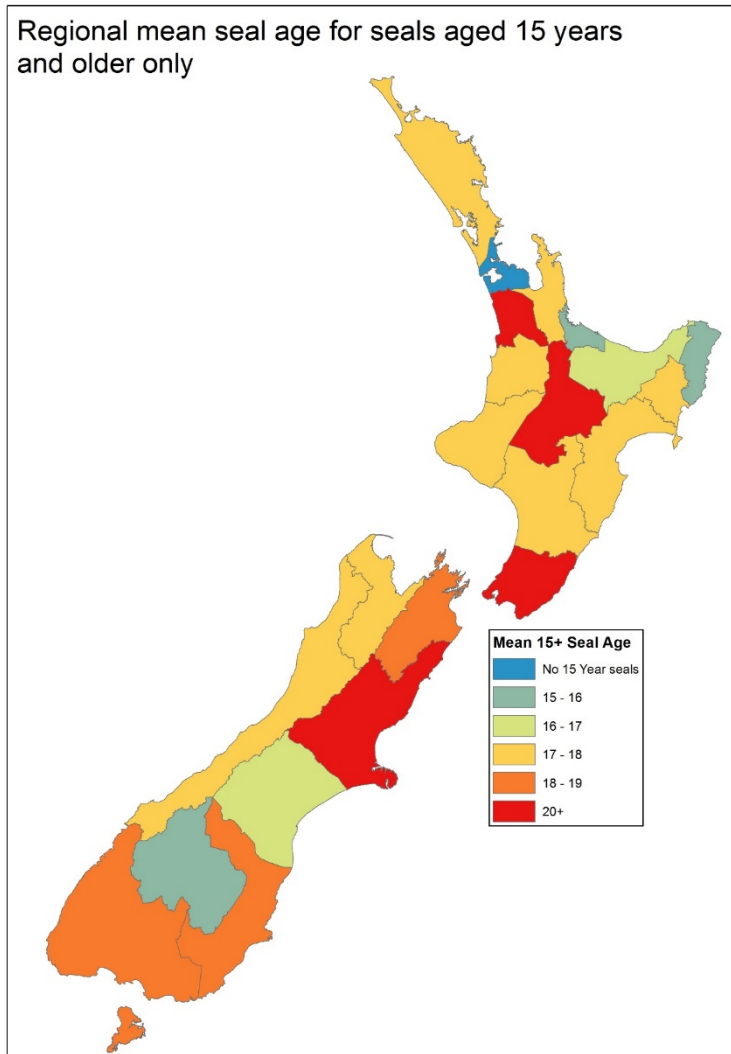 Regional mean seal age for seals aged 15 years
and older only
Mean 15+ Seal Age
No 15 Year seals
15 - 16
16 - 17
17 - 18
18 - 19
20+